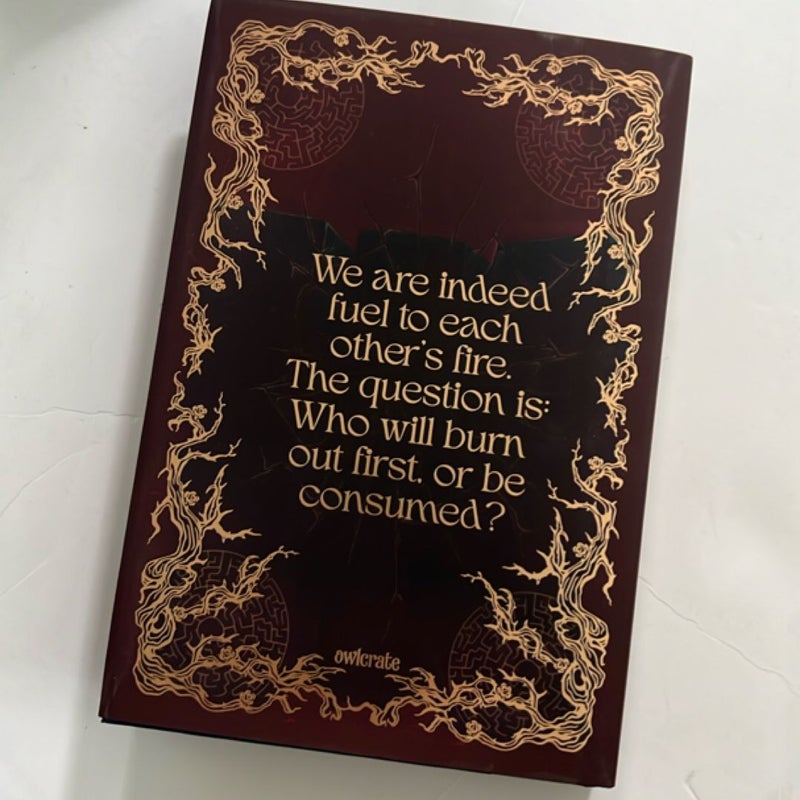 We are indeed
fuel to each
other's fire.
The question is:
Who will burn
out first, or be
consumed?
owlcrate